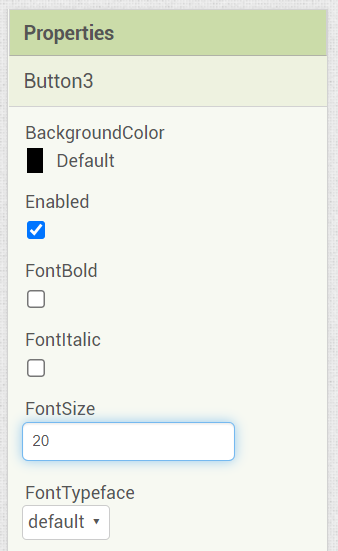 Properties
Button3
BackgroundColor
Default
Enabled
FontBold
FontItalic
FontSize
20
FontTypeface
default